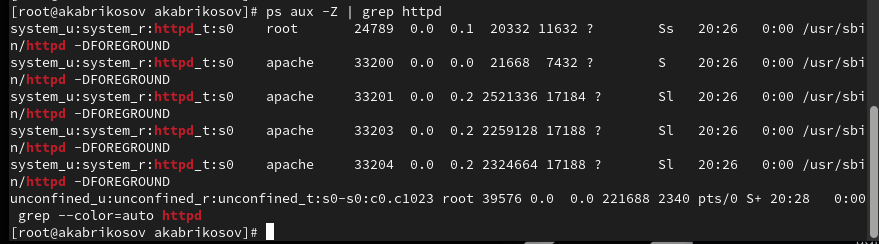 [root@akabrikosov akabrikosov]# ps aux -Z | grep httpd
system_u:system_r:httpd_t:s0    root       24789  0.0  0.1  20332 11632 ?        Ss   20:26   0:00 /usr/sbi
n/httpd -DFOREGROUND
system_u:system_r:httpd_t:s0    apache     33200  0.0  0.0  21668  7432 ?        S    20:26   0:00 /usr/sbi
n/httpd -DFOREGROUND
system_u:system_r:httpd_t:s0    apache     33201  0.0  0.2 2521336 17184 ?       Sl   20:26   0:00 /usr/sbi
n/httpd -DFOREGROUND
system_u:system_r:httpd_t:s0    apache     33203  0.0  0.2 2259128 17188 ?       Sl   20:26   0:00 /usr/sbi
n/httpd -DFOREGROUND
system_u:system_r:httpd_t:s0    apache     33204  0.0  0.2 2324664 17188 ?       Sl   20:26   0:00 /usr/sbi
n/httpd -DFOREGROUND
unconfined_u:unconfined_r:unconfined_t:s0-s0:c0.c1023 root 39576 0.0  0.0 221688 2340 pts/0 S+ 20:28   0:00
 grep --color=auto httpd
[root@akabrikosov akabrikosov]#